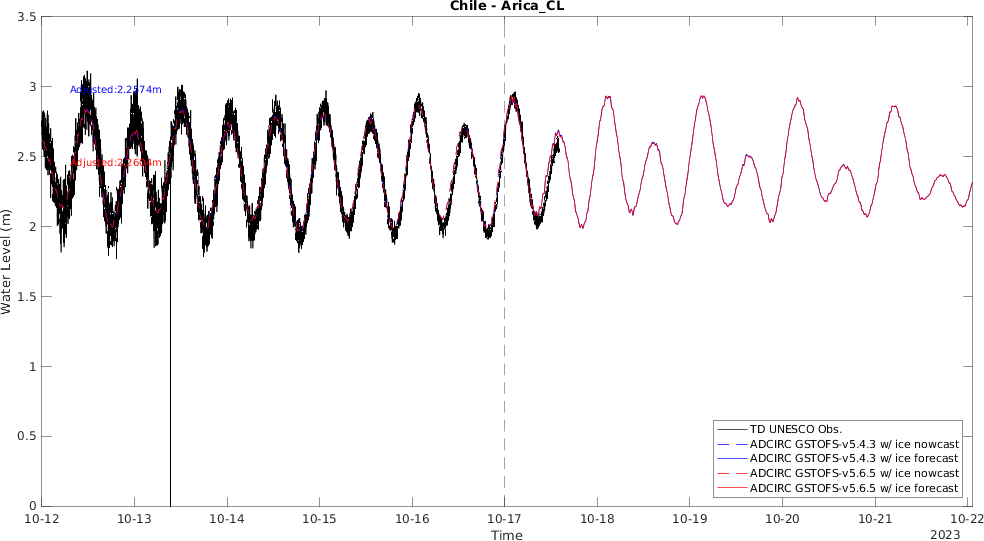 Chile - Arica_CL
3.5
3
2.5
2
1.5
1
0.5
0
Water Level (m)
Adjusted:2.2574m
Adjusted:2.2604m
TD UNESCO Obs.
ADCIRC GSTOFS-v5.4.3 w/ ice nowcast
ADCIRC GSTOFS-v5.4.3 w/ ice forecast
ADCIRC GSTOFS-v5.6.5 w/ ice nowcast
ADCIRC GSTOFS-v5.6.5 w/ ice forecast
10-12 10-13 10-14 10-15 10-16 10-17 10-18 10-19 10-20 10-21 10-22
Time
2023